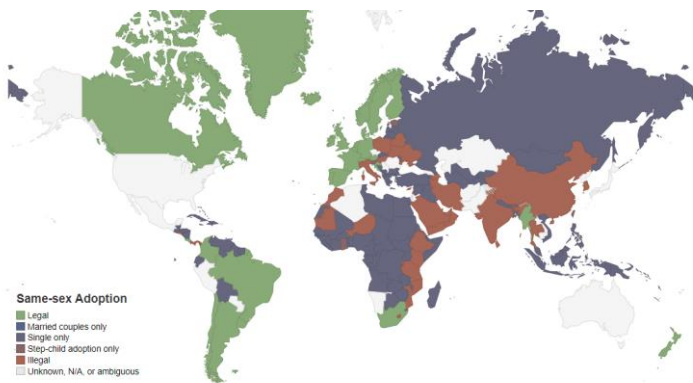 Same-sex Adoption
Legal
Married couples only
Single only
Step-child adoption only
Illegal
Unknown, N/A, or ambiguous